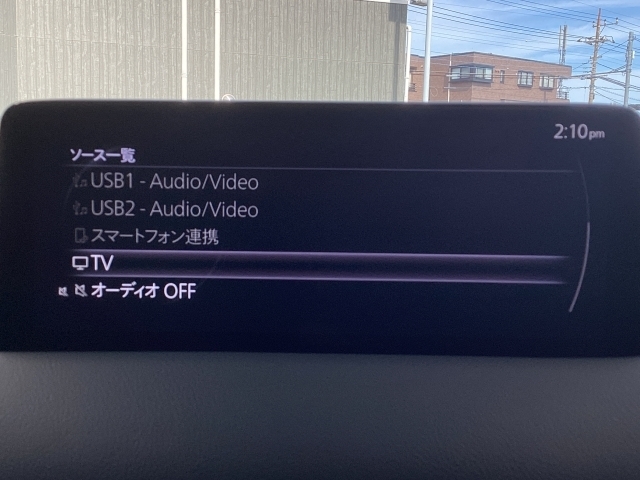 2:10pm
ソース一覧
USB1 - Audio/Video
USB2 - Audio/Video
スマートフォン連携
TV
オーディオ OFF